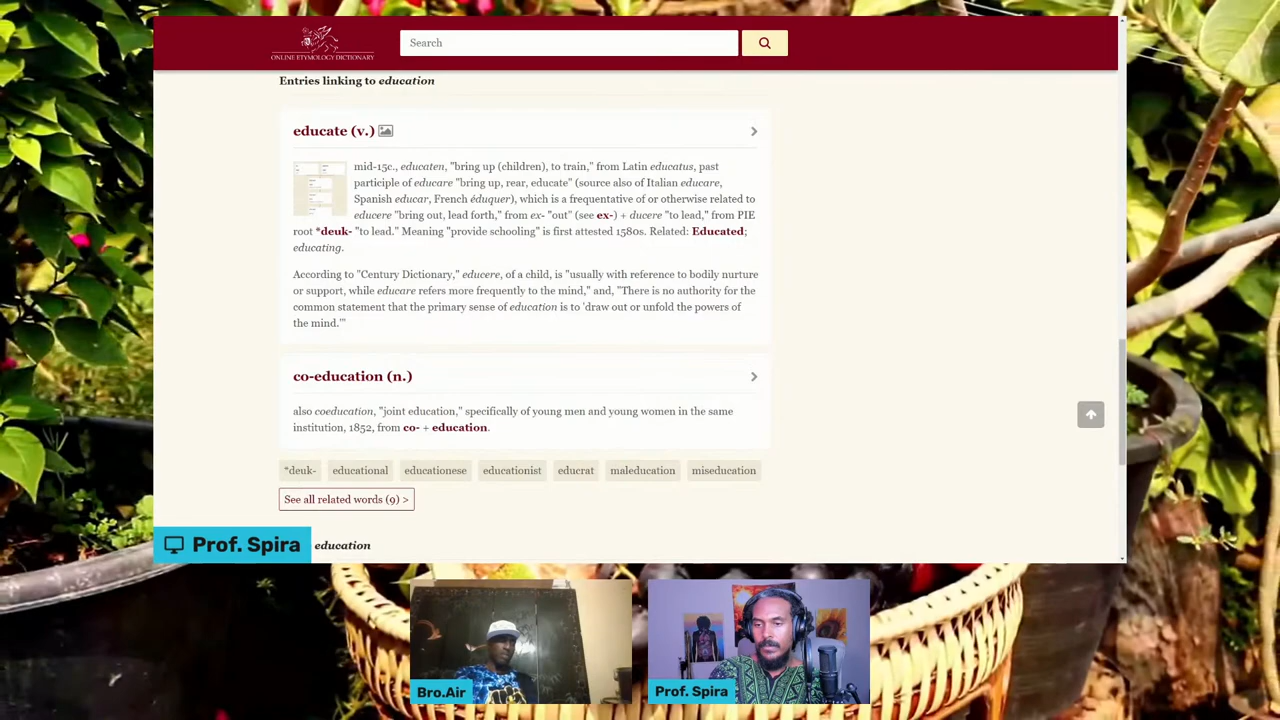 ONLINE ETYMOLOGY DICTIONARY
Search
Entries linking to education
educate (v.)
mid-15c., educaten, "bring up (children), to train," from Latin educatus, past
participle of educare "bring up, rear, educate" (source also of Italian educare,
Spanish educar, French éduquer), which is a frequentative of or otherwise related to
educere "bring out, lead forth," from ex- "out" (see ex-) + ducere "to lead," from PIE
root *deuk- "to lead." Meaning "provide schooling" is first attested 1580s. Related: Educated;
educating.
According to "Century Dictionary," educere, of a child, is "usually with reference to bodily nurture
or support, while educare refers more frequently to the mind," and, "There is no authority for the
common statement that the primary sense of education is to 'draw out or unfold the powers of
the mind.'"
co-education (n.)
also coeducation, "joint education," specifically of young men and young women in the same
institution, 1852, from co- + education.
*deuk- educational educationese educationist educrat maleducation miseducation
See all related words (9) >
Prof. Spira education
Bro.Air
Prof. Spira